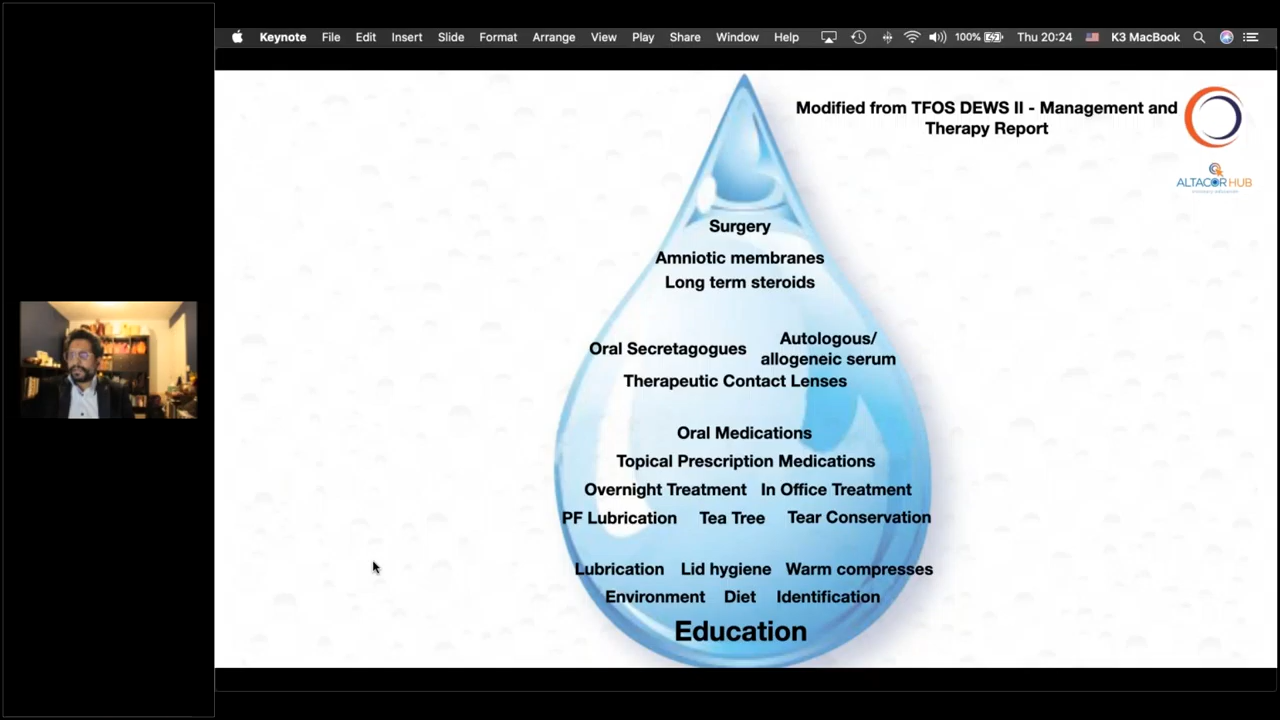 Keynote File Edit Insert Slide Format Arrange View Play Share Window Help 100% Thu 20:24 K3 MacBook
Modified from TFOS DEWS II - Management and
Therapy Report
ALTACOR HUB
Surgery
Amniotic membranes
Long term steroids
Oral Secretagogues
Autologous/
allogeneic serum
Therapeutic Contact Lenses
Oral Medications
Topical Prescription Medications
Overnight Treatment In Office Treatment
PF Lubrication Tea Tree Tear Conservation
Lubrication Lid hygiene Warm compresses
Environment Diet Identification
Education